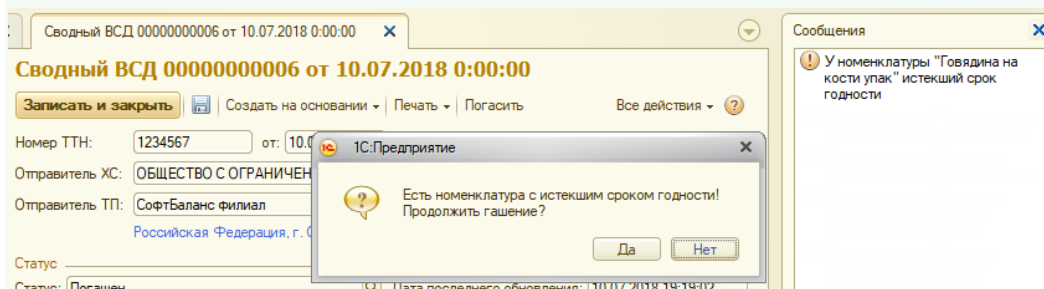 Сводный ВСД 00000000006 от 10.07.2018 0:00:00
Сообщения
Сводный ВСД 00000000006 от 10.07.2018 0:00:00
У номенклатуры "Говядина на
кости упак" истекший срок
годности
Записать и закрыть Создать на основании Печать Погасить Все действия
Номер ТТН: 1234567 от: 10.0
1С:Предприятие
Отправитель ХС: ОБЩЕСТВО С ОГРАНИЧЕН
Есть номенклатура с истекшим сроком годности!
Продолжить гашение?
Отправитель ТП: СофтБаланс филиал
Российская Федерация, г. С
Да Нет
Статус
Статус: Погашен Дата последнего обновления: 10.07.2018 19:19:02